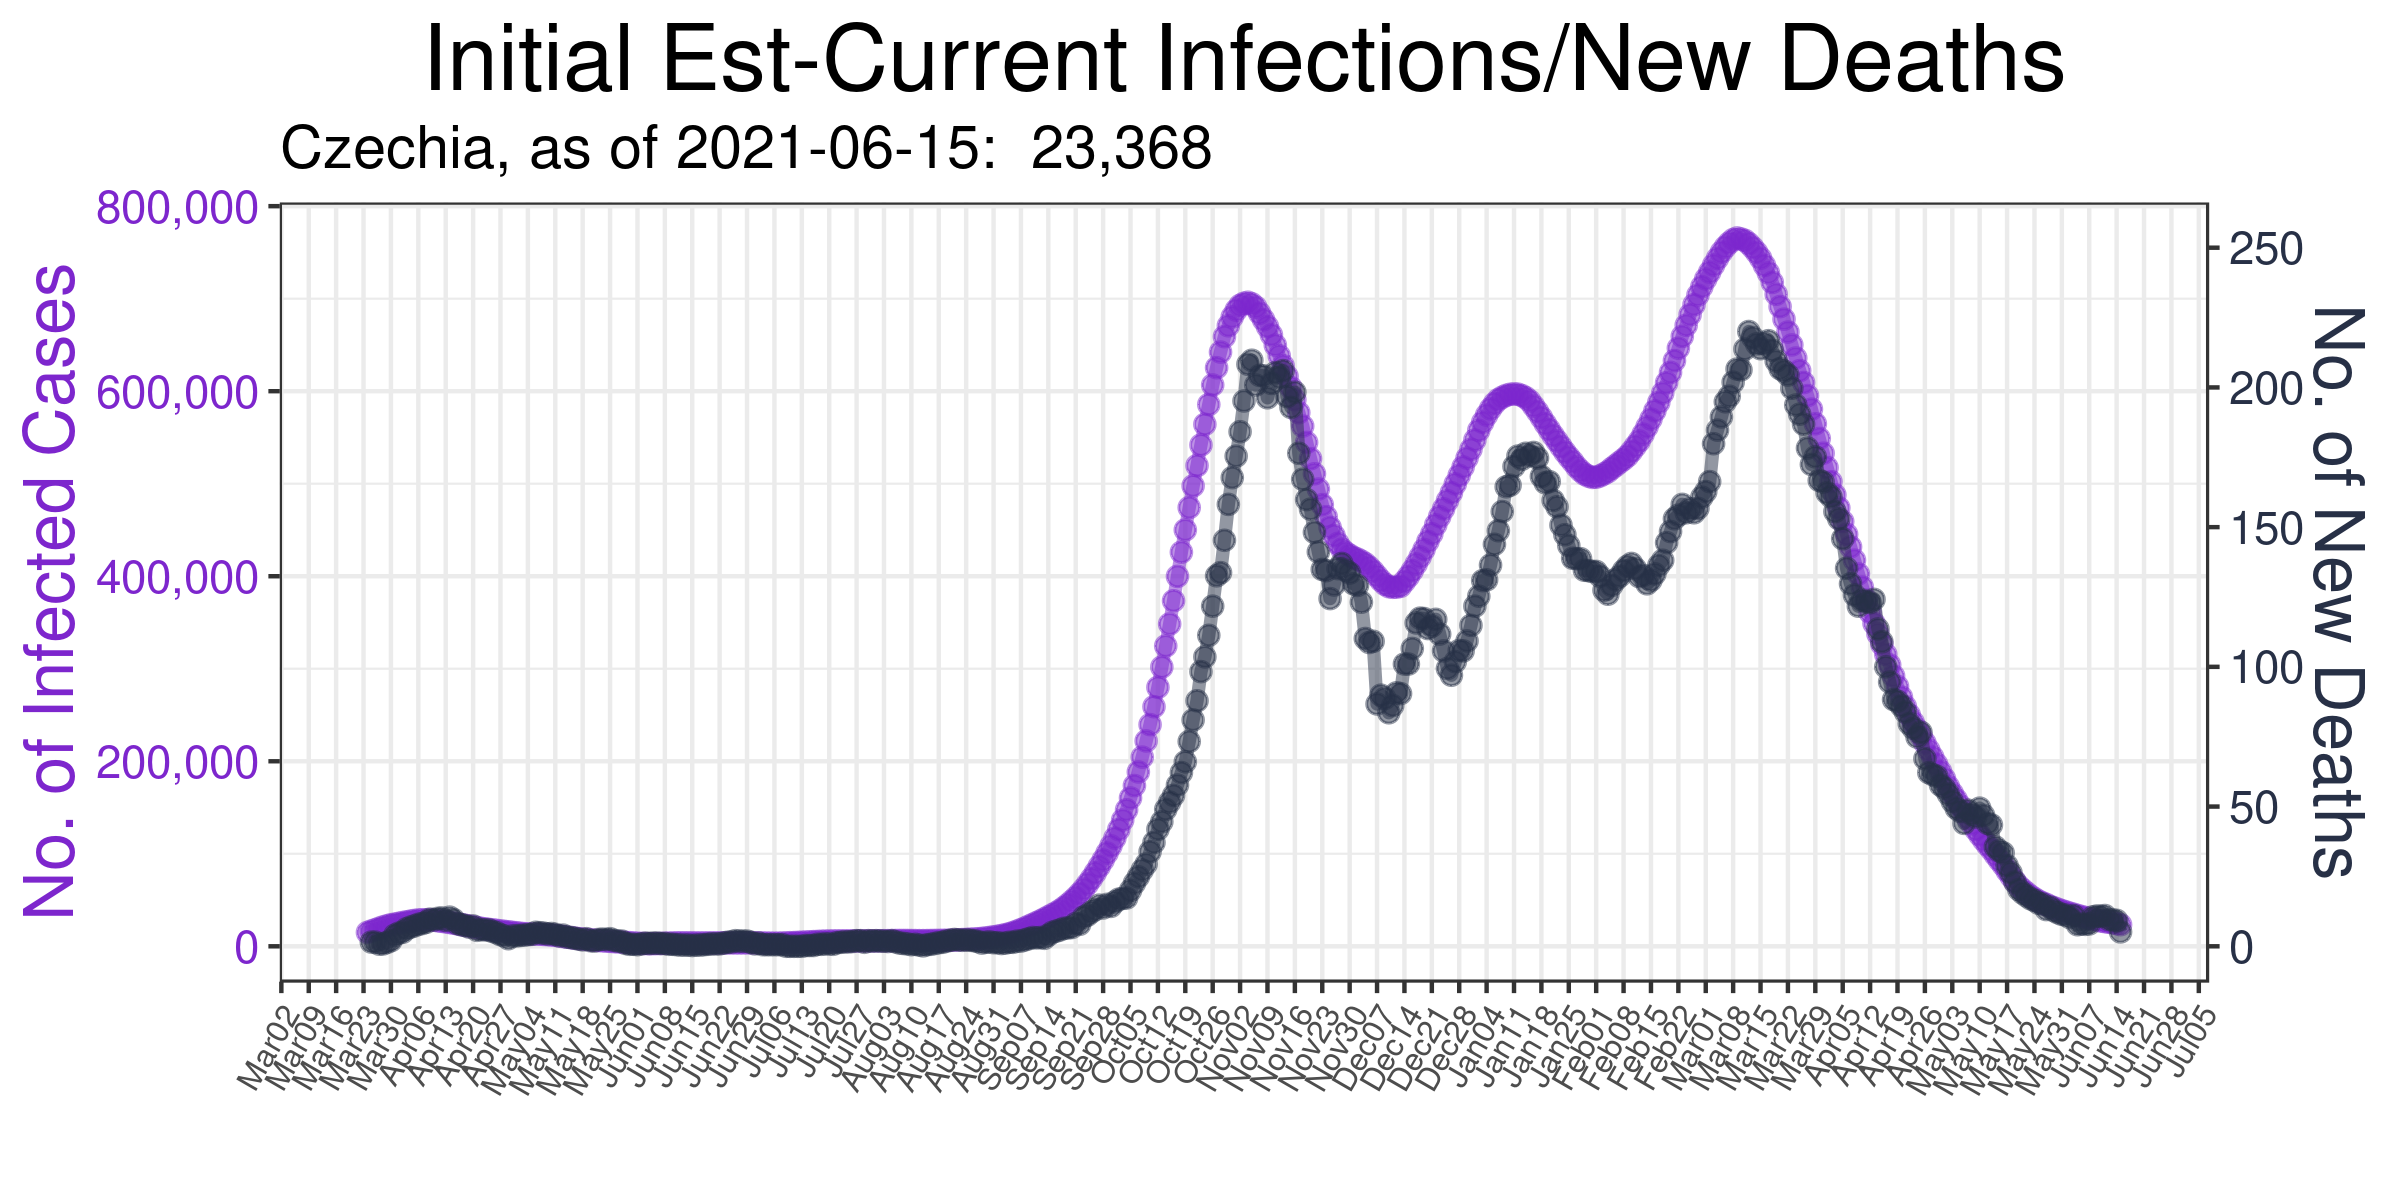 Initial Est-Current Infections/New Deaths
Czechia, as of 2021-06-15: 23,368
No. of Infected Cases
800,000
600,000
400,000
200,000
0
250
200
150
100
50
0
No. of New Deaths
Mar02
Mar09
Mar16
Mar23
Mar30
Apr06
Apr13
Apr20
Apr27
May04
May11
May18
May25
Jun01
Jun08
Jun15
Jun22
Jun29
Jul06
Jul13
Jul20
Jul27
Aug03
Aug10
Aug17
Aug24
Aug31
Sep07
Sep14
Sep21
Sep28
Oct05
Oct12
Oct19
Oct26
Nov02
Nov09
Nov16
Nov23
Nov30
Dec07
Dec14
Dec21
Dec28
Jan04
Jan11
Jan18
Jan25
Feb01
Feb08
Feb15
Feb22
Mar01
Mar08
Mar15
Mar22
Mar29
Apr05
Apr12
Apr19
Apr26
May03
May10
May17
May24
May31
Jun07
Jun14
Jun21
Jun28
Jul05